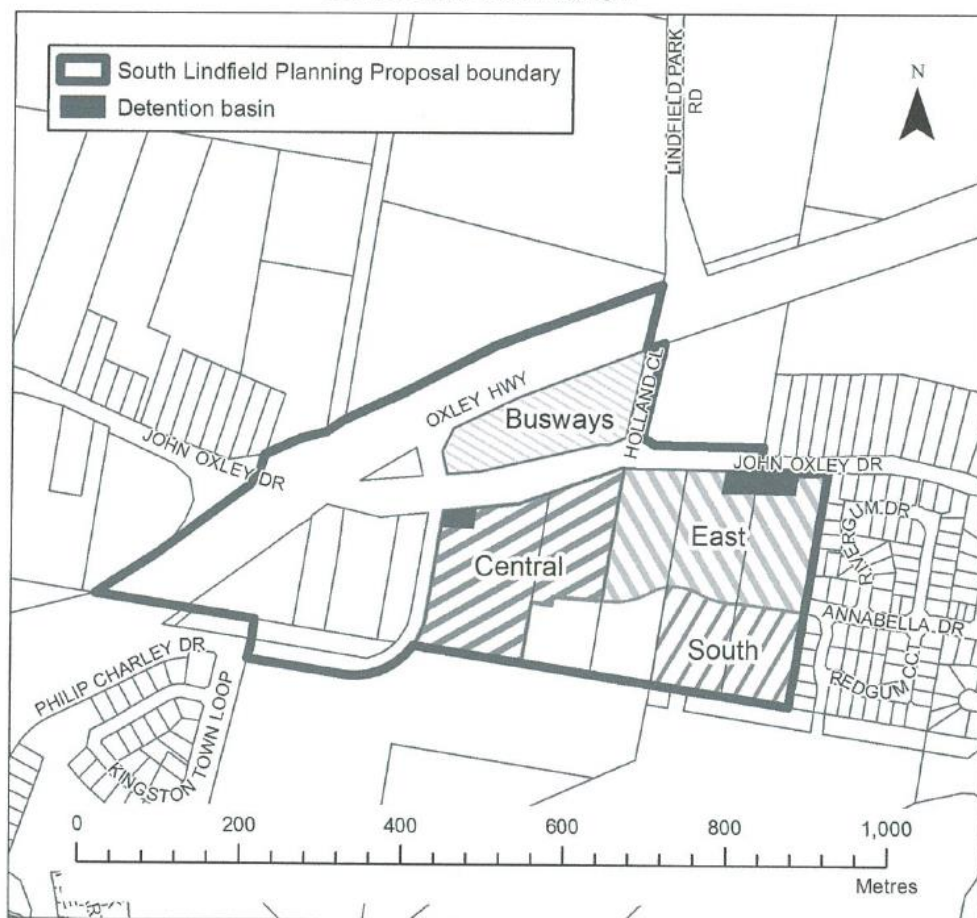 South Lindfield Planning Proposal boundary
Detention basin
N
LINDFIELD PARK
RD
OXLEY HWY
HOLLAND CL
Busways
JOHN OXLEY DR
JOHN OXLEY DR
RIVERGUM DR
East
Central
ANNABELLA DR
South
REDGUM CCT
PHILIP CHARLEY DR
KINGSTON TOWN LOOP
0 200 400 600 800 1,000
Metres